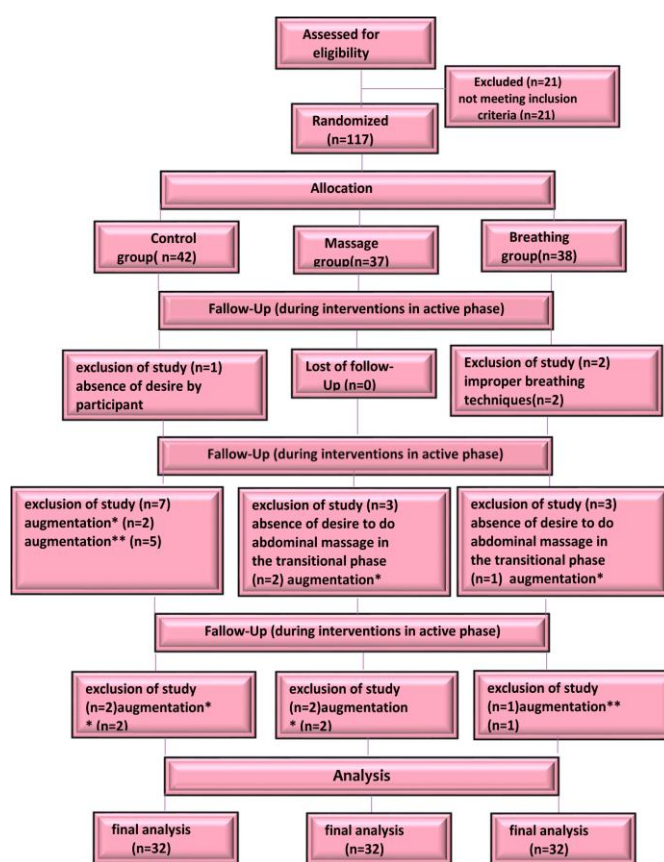 Assessed for
eligibility
Excluded (n=21)
not meeting inclusion
criteria (n=21)
Randomized
(n=117)
Allocation
Control
group( n=42)
Massage
group(n=37)
Breathing
group(n=38)
Fallow-Up (during interventions in active phase)
exclusion of study (n=1)
absence of desire by
participant
Lost of follow-
Up (n=0)
Exclusion of study (n=2)
improper breathing
techniques(n=2)
Fallow-Up (during interventions in active phase)
exclusion of study (n=7)
augmentation* (n=2)
augmentation** (n=5)
exclusion of study (n=3)
absence of desire to do
abdominal massage in
the transitional phase
(n=2) augmentation*
exclusion of study (n=3)
absence of desire to do
abdominal massage in
the transitional phase
(n=1) augmentation*
Fallow-Up (during interventions in active phase)
exclusion of study
(n=2)augmentation*
* (n=2)
exclusion of study
(n=2)augmentation
* (n=2)
exclusion of study
(n=1)augmentation**
(n=1)
Analysis
final analysis
(n=32)
final analysis
(n=32)
final analysis
(n=32)